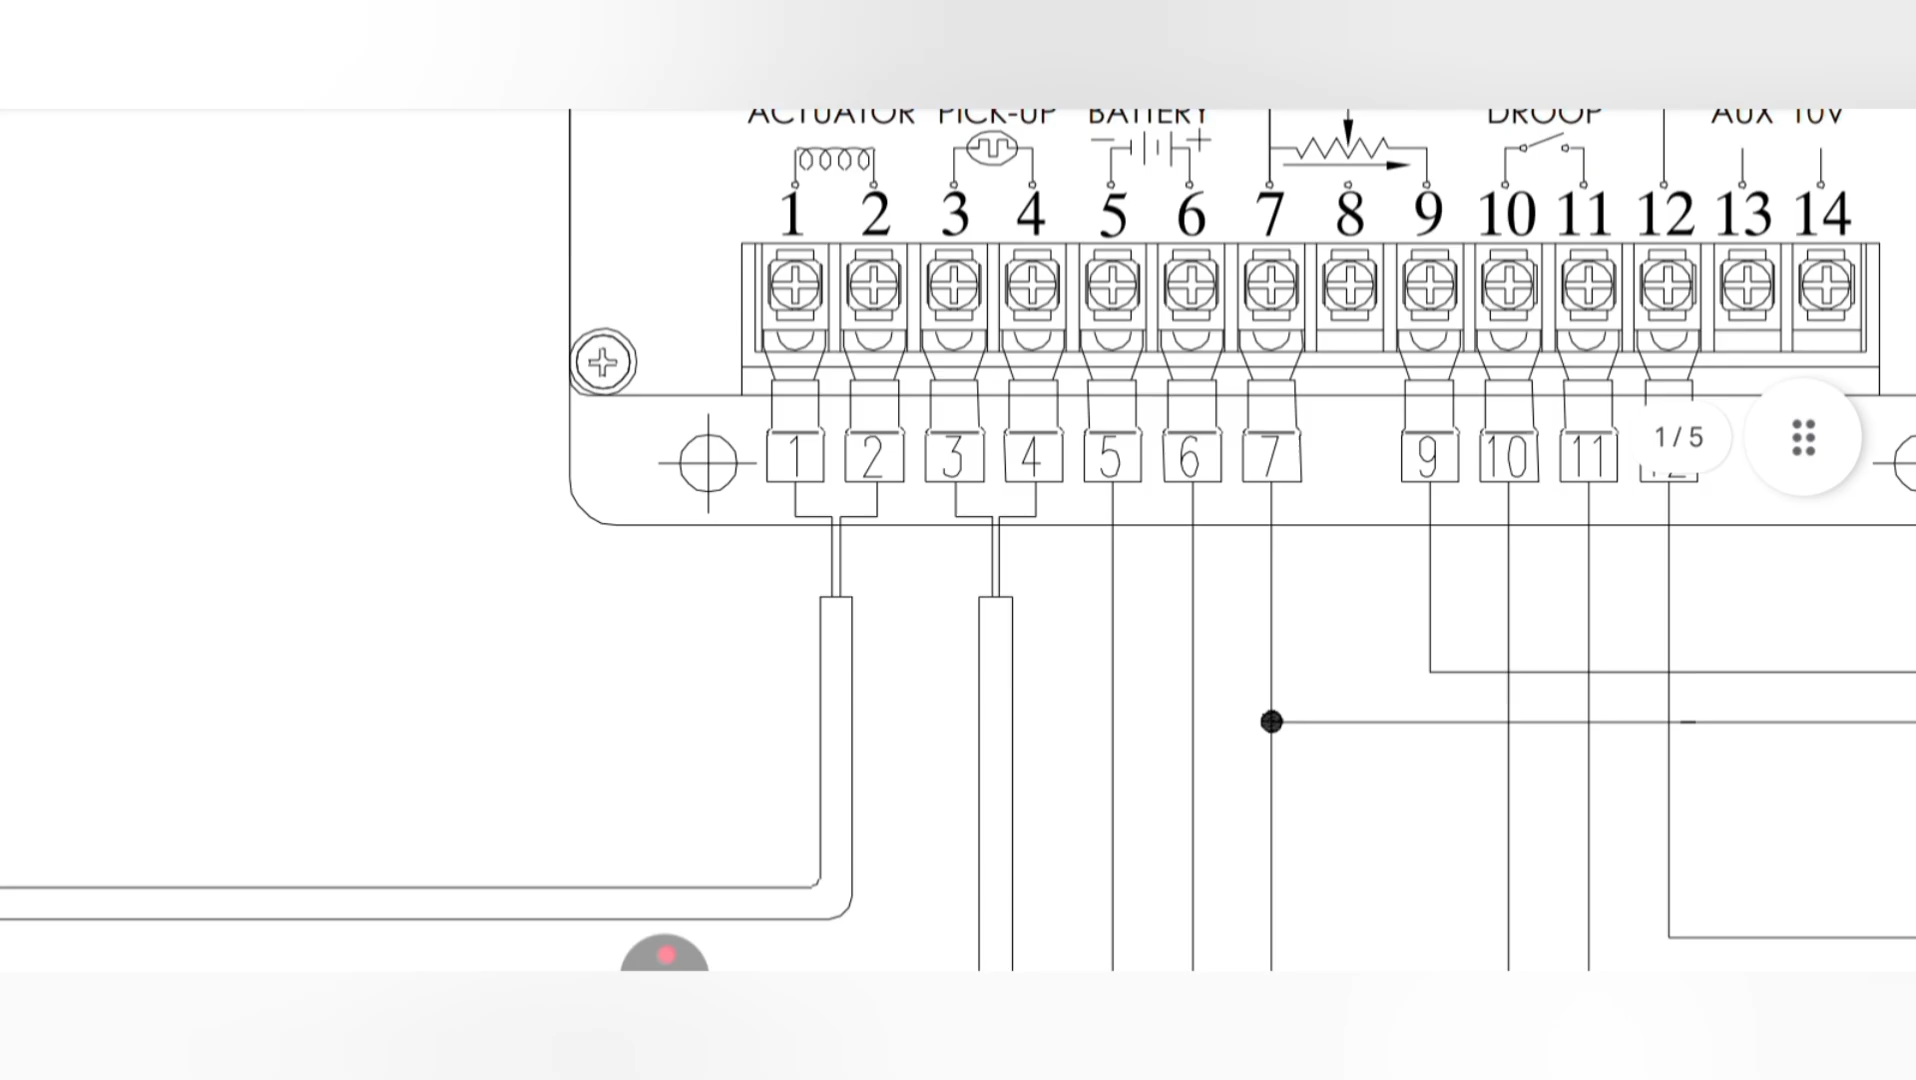 ACTUATOR PICK-UP BATTERY DROOP AUX 10V
− +
1 2 3 4 5 6 7 8 9 10 11 12 13 14
1 2 3 4 5 6 7 9 10 11 12
1 / 5